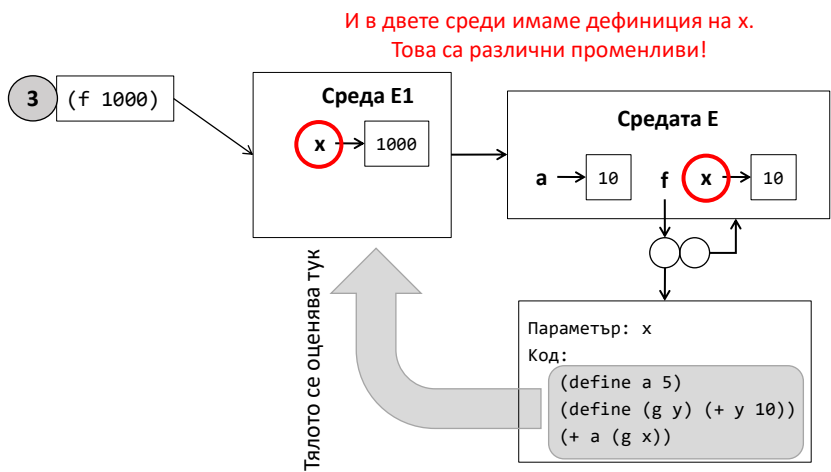 И в двете среди имаме дефиниция на x.
Това са различни променливи!
3
(f 1000)
Среда E1
x
1000
Средата E
a
10
f
x
10
Тялото се оценява тук
Параметър: x
Код:
(define a 5)
(define (g y) (+ y 10))
(+ a (g x))